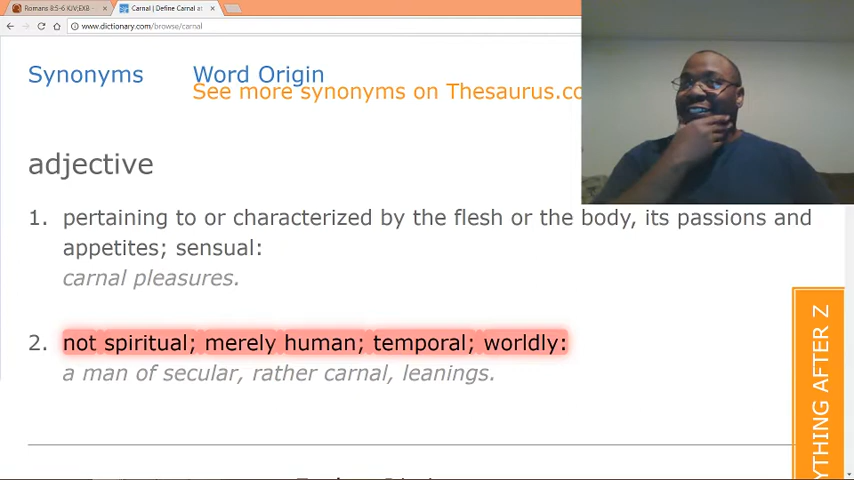 Romans 8:5-6 KJV;EXB -
Carnal | Define Carnal at
www.dictionary.com/browse/carnal
Synonyms Word Origin
See more synonyms on Thesaurus.co
adjective
1. pertaining to or characterized by the flesh or the body, its passions and
appetites; sensual:
carnal pleasures.
2. not spiritual; merely human; temporal; worldly:
a man of secular, rather carnal, leanings.
YTHING AFTER Z